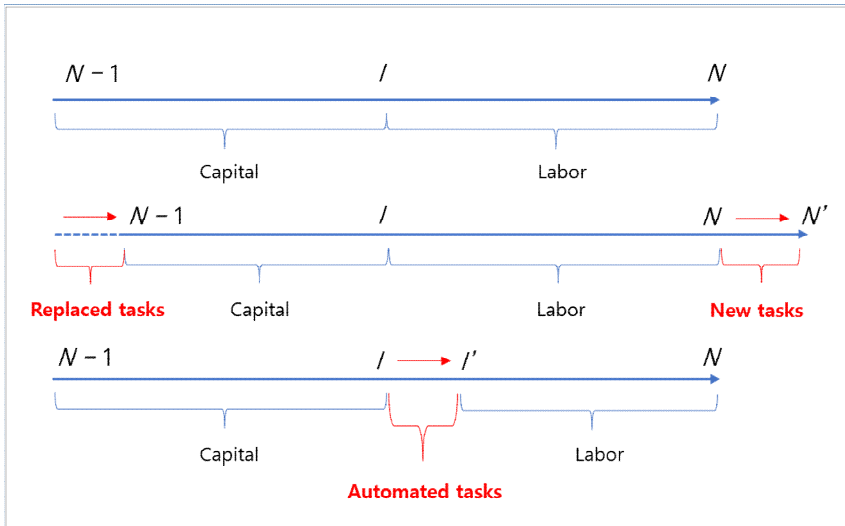 N – 1 I N
Capital Labor
N – 1 I N N’
Replaced tasks Capital Labor New tasks
N – 1 I I’ N
Capital Labor
Automated tasks